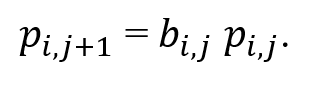 p_{i,j+1} = b_{i,j} p_{i,j}.